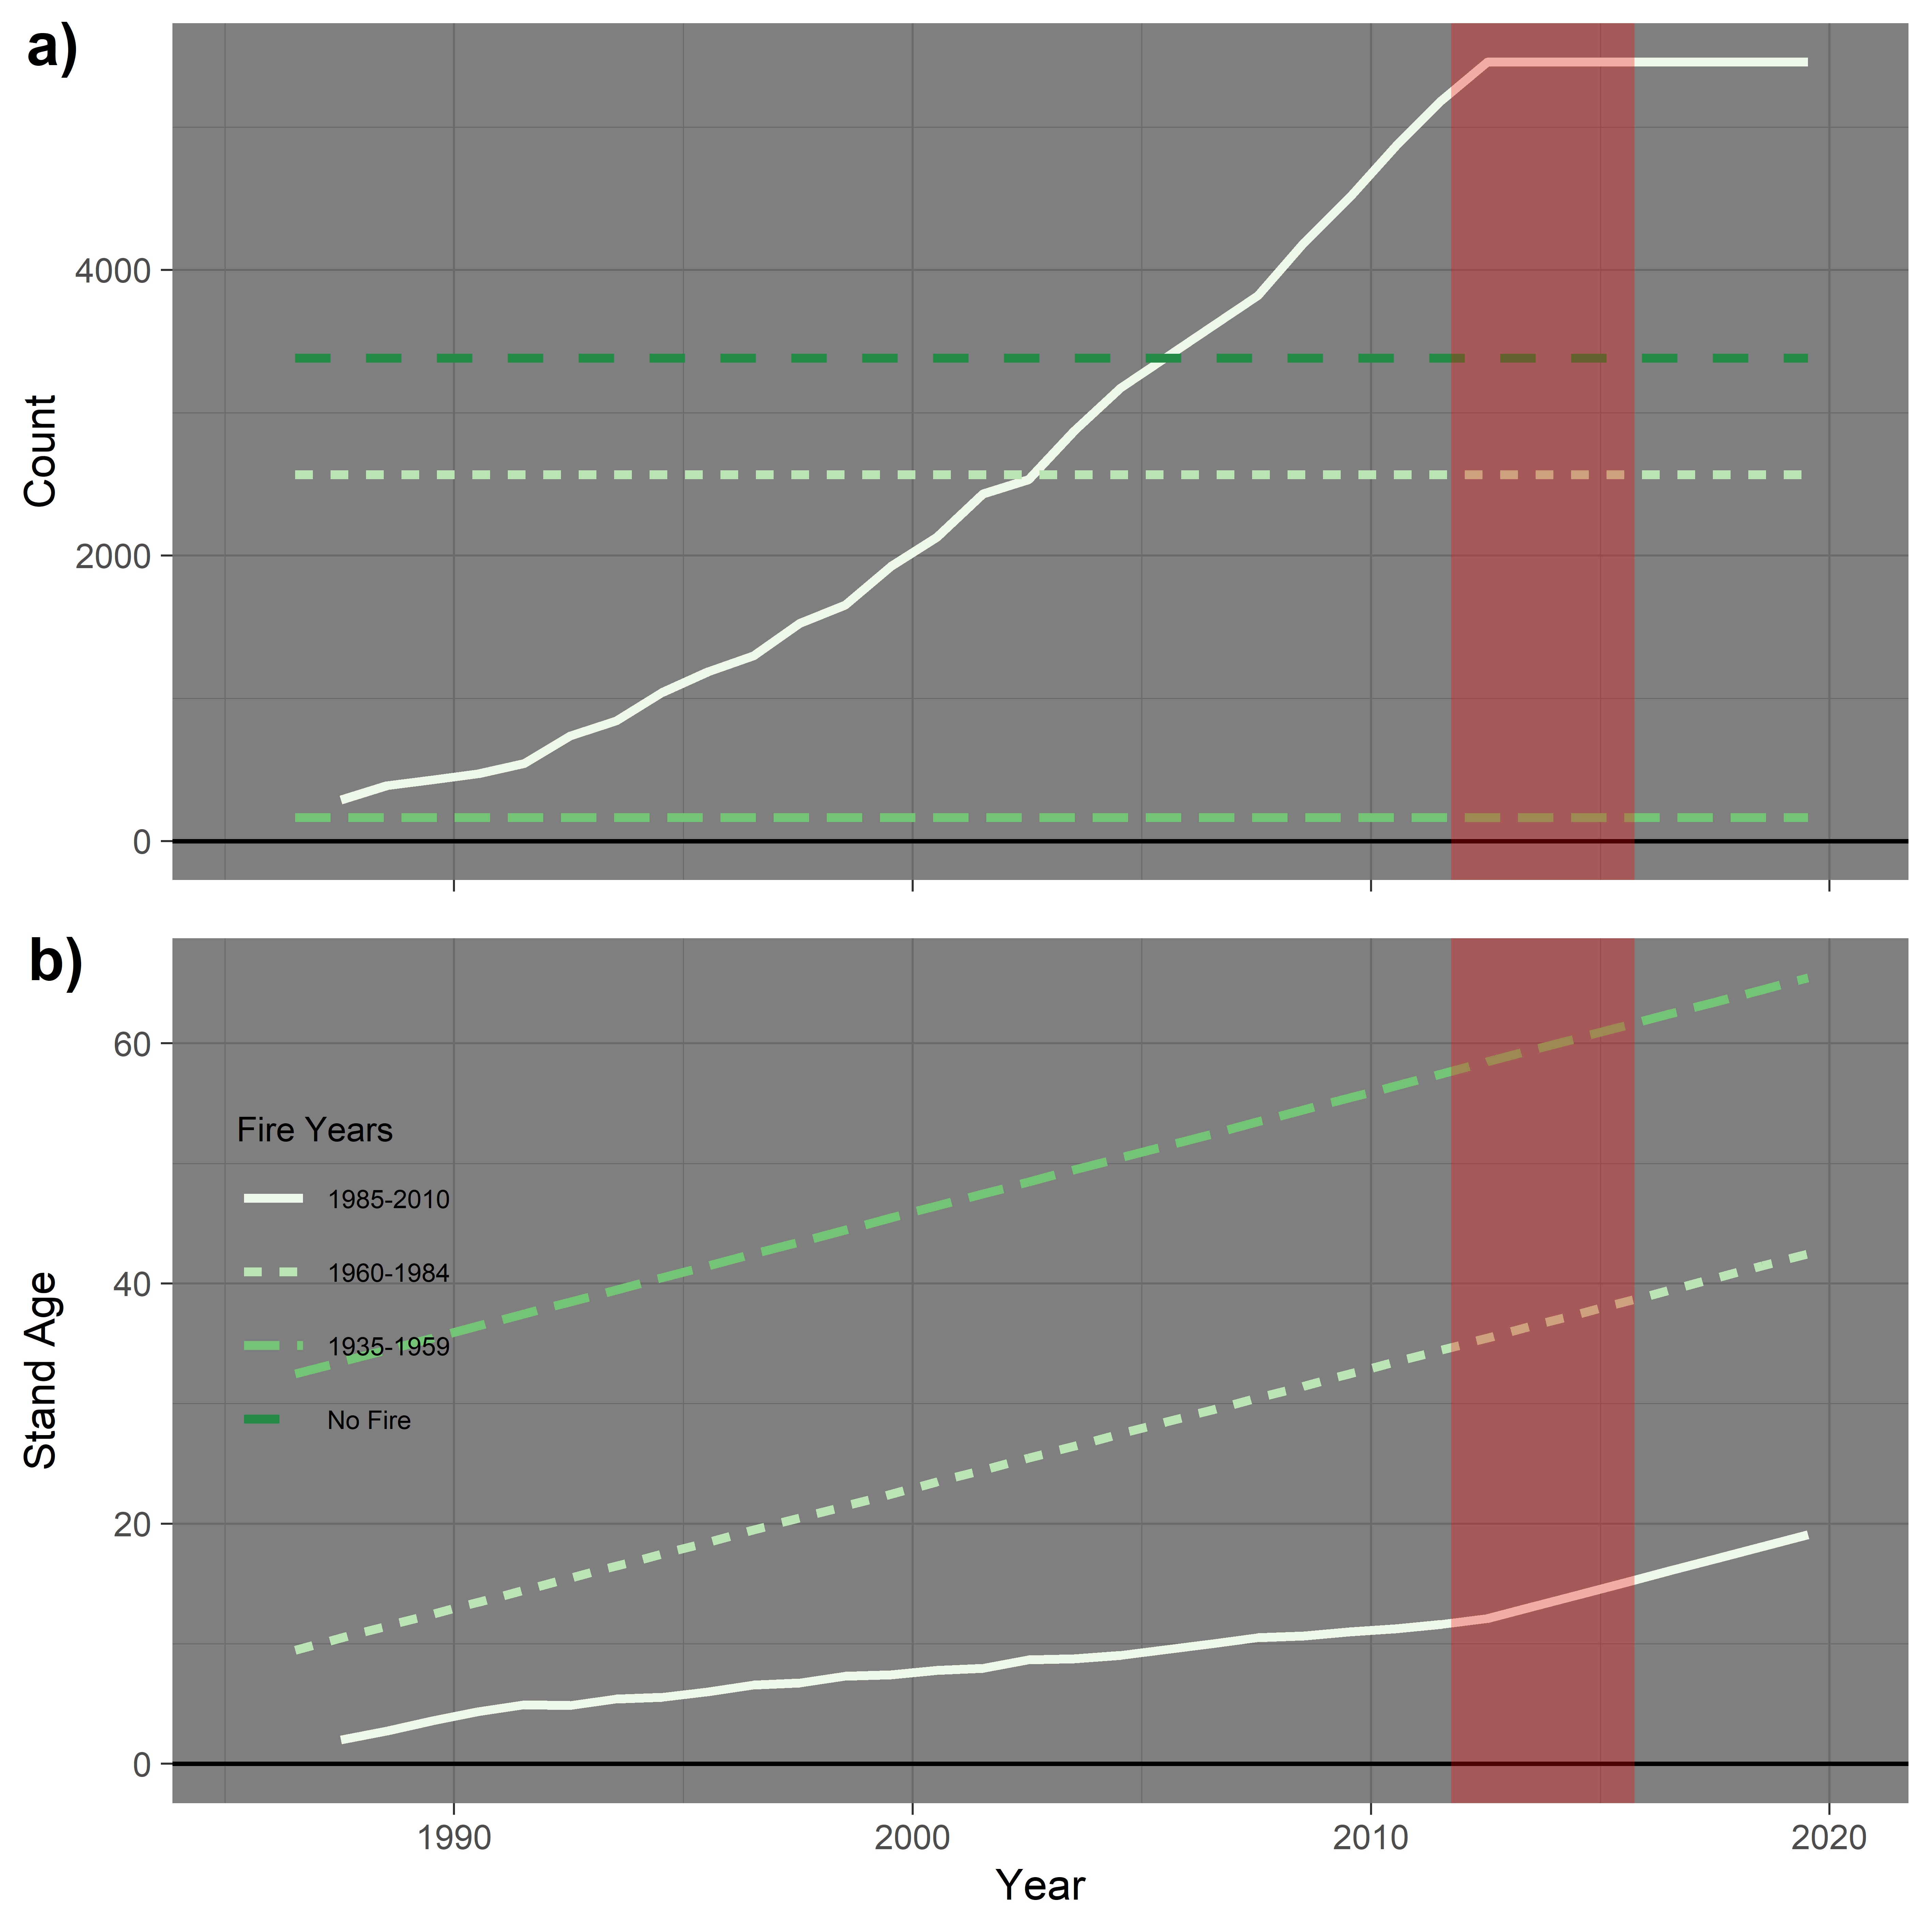 a)
Count
4000
2000
0
b)
Stand Age
60
40
20
0
Fire Years
1985-2010
1960-1984
1935-1959
No Fire
1990 2000 2010 2020
Year